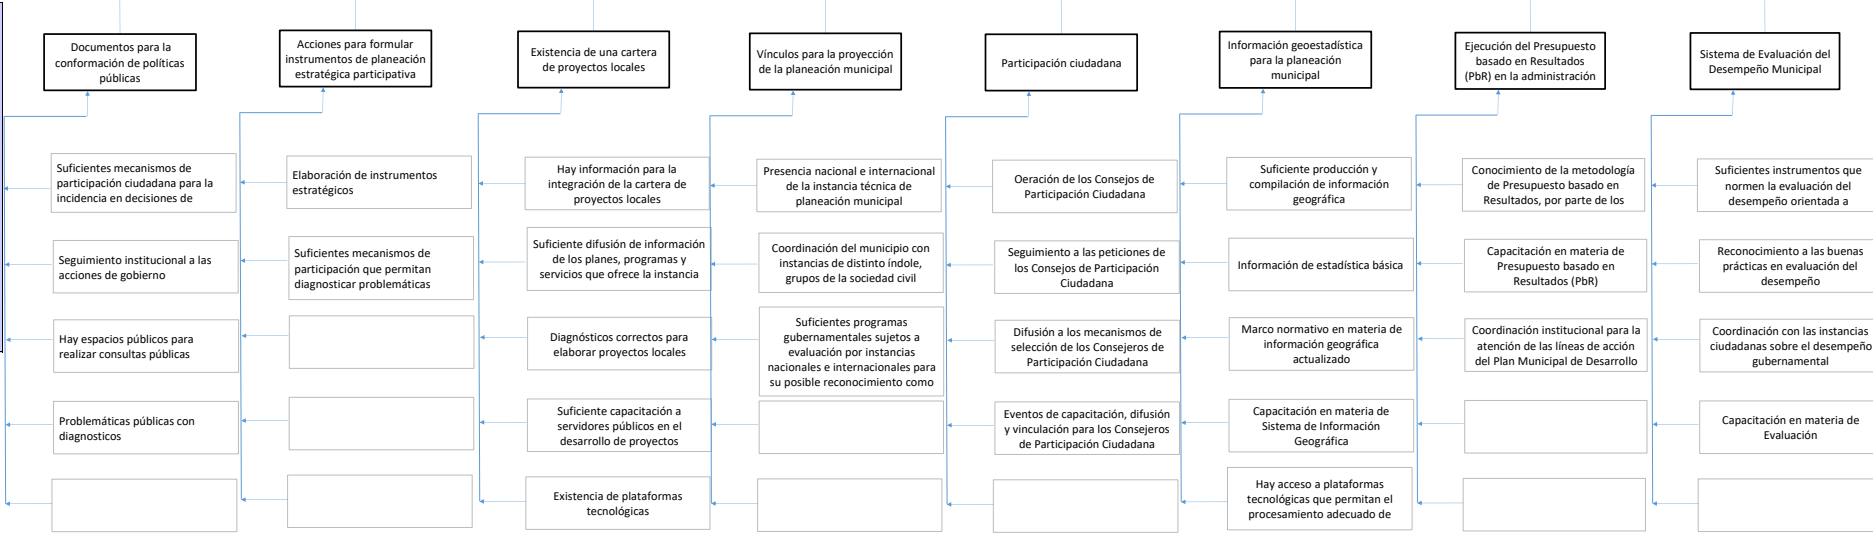 Documentos para la
conformación de políticas
públicas
Acciones para formular
instrumentos de planeación
estratégica participativa
Existencia de una cartera
de proyectos locales
Vínculos para la proyección
de la planeación municipal
Participación ciudadana
Información geoestadística
para la planeación
municipal
Ejecución del Presupuesto
basado en Resultados
(PbR) en la administración
Sistema de Evaluación del
Desempeño Municipal
Suficientes mecanismos de
participación ciudadana para la
incidencia en decisiones de
Elaboración de instrumentos
estratégicos
Hay información para la
integración de la cartera de
proyectos locales
Presencia nacional e internacional
de la instancia técnica de
planeación municipal
Oeración de los Consejos de
Participación Ciudadana
Suficiente producción y
compilación de información
geográfica
Conocimiento de la metodología
de Presupuesto basado en
Resultados, por parte de los
Suficientes instrumentos que
normen la evaluación del
desempeño orientada a
Seguimiento institucional a las
acciones de gobierno
Suficientes mecanismos de
participación que permitan
diagnosticar problemáticas
Suficiente difusión de información
de los planes, programas y
servicios que ofrece la instancia
Coordinación del municipio con
instancias de distinto índole,
grupos de la sociedad civil
Seguimiento a las peticiones de
los Consejos de Participación
Ciudadana
Información de estadística básica
Capacitación en materia de
Presupuesto basado en
Resultados (PbR)
Reconocimiento a las buenas
prácticas en evaluación del
desempeño
Hay espacios públicos para
realizar consultas públicas
Diagnósticos correctos para
elaborar proyectos locales
Suficientes programas
gubernamentales sujetos a
evaluación por instancias
nacionales e internacionales para
su posible reconocimiento como
Difusión a los mecanismos de
selección de los Consejeros de
Participación Ciudadana
Marco normativo en materia de
información geográfica
actualizado
Coordinación institucional para la
atención de las líneas de acción
del Plan Municipal de Desarrollo
Coordinación con las instancias
ciudadanas sobre el desempeño
gubernamental
Problemáticas públicas con
diagnosticos
Suficiente capacitación a
servidores públicos en el
desarrollo de proyectos
Eventos de capacitación, difusión
y vinculación para los Consejeros
de Participación Ciudadana
Capacitación en materia de
Sistema de Información
Geográfica
Capacitación en materia de
Evaluación
Existencia de plataformas
tecnológicas
Hay acceso a plataformas
tecnológicas que permitan el
procesamiento adecuado de